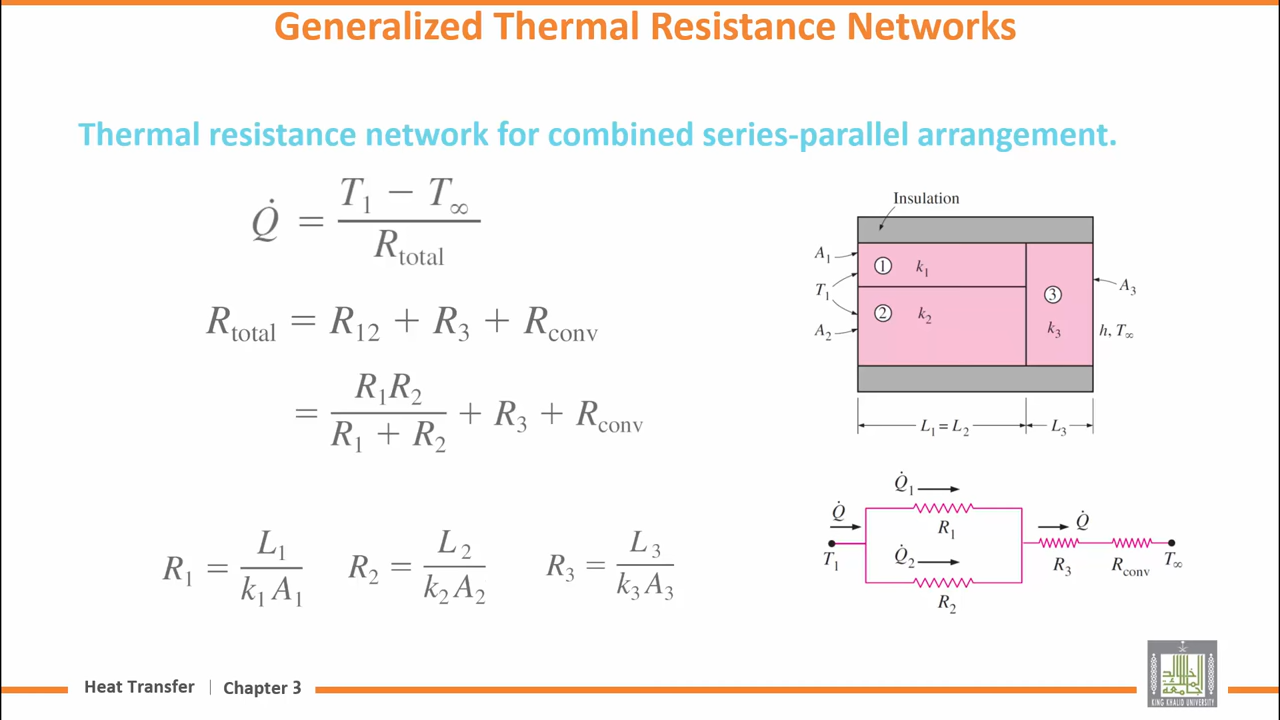 Generalized Thermal Resistance Networks
Thermal resistance network for combined series-parallel arrangement.
Q̇ = (T₁ − T∞) / R_total
R_total = R₁₂ + R₃ + R_conv
= R₁R₂ / (R₁ + R₂) + R₃ + R_conv
R₁ = L₁ / (k₁A₁)
R₂ = L₂ / (k₂A₂)
R₃ = L₃ / (k₃A₃)
Insulation
A₁
① k₁
T₁
② k₂
A₂
③
k₃
A₃
h, T∞
L₁ = L₂
L₃
Q̇₁
R₁
Q̇
T₁
Q̇₂
R₂
Q̇
R₃
R_conv
T∞
Heat Transfer | Chapter 3
KING KHALID UNIVERSITY